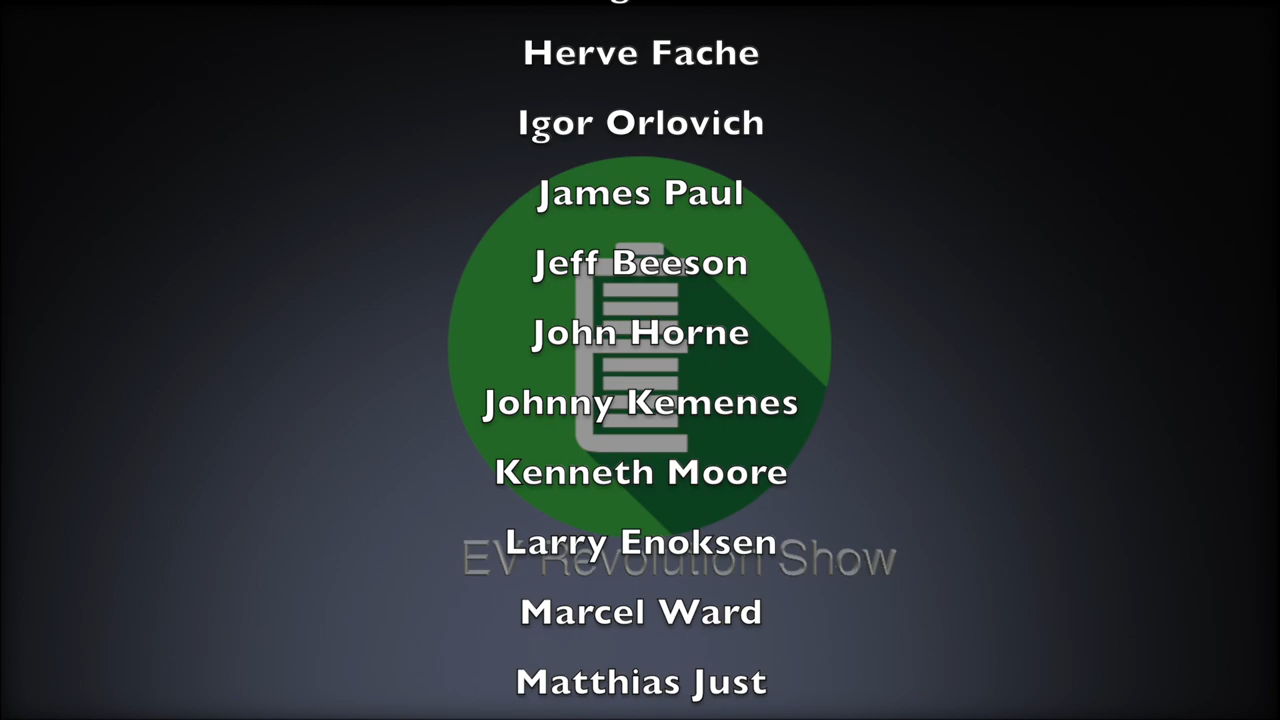 Herve Fache
Igor Orlovich
James Paul
Jeff Beeson
John Horne
Johnny Kemenes
Kenneth Moore
Larry Enoksen
EV Revolution Show
Marcel Ward
Matthias Just